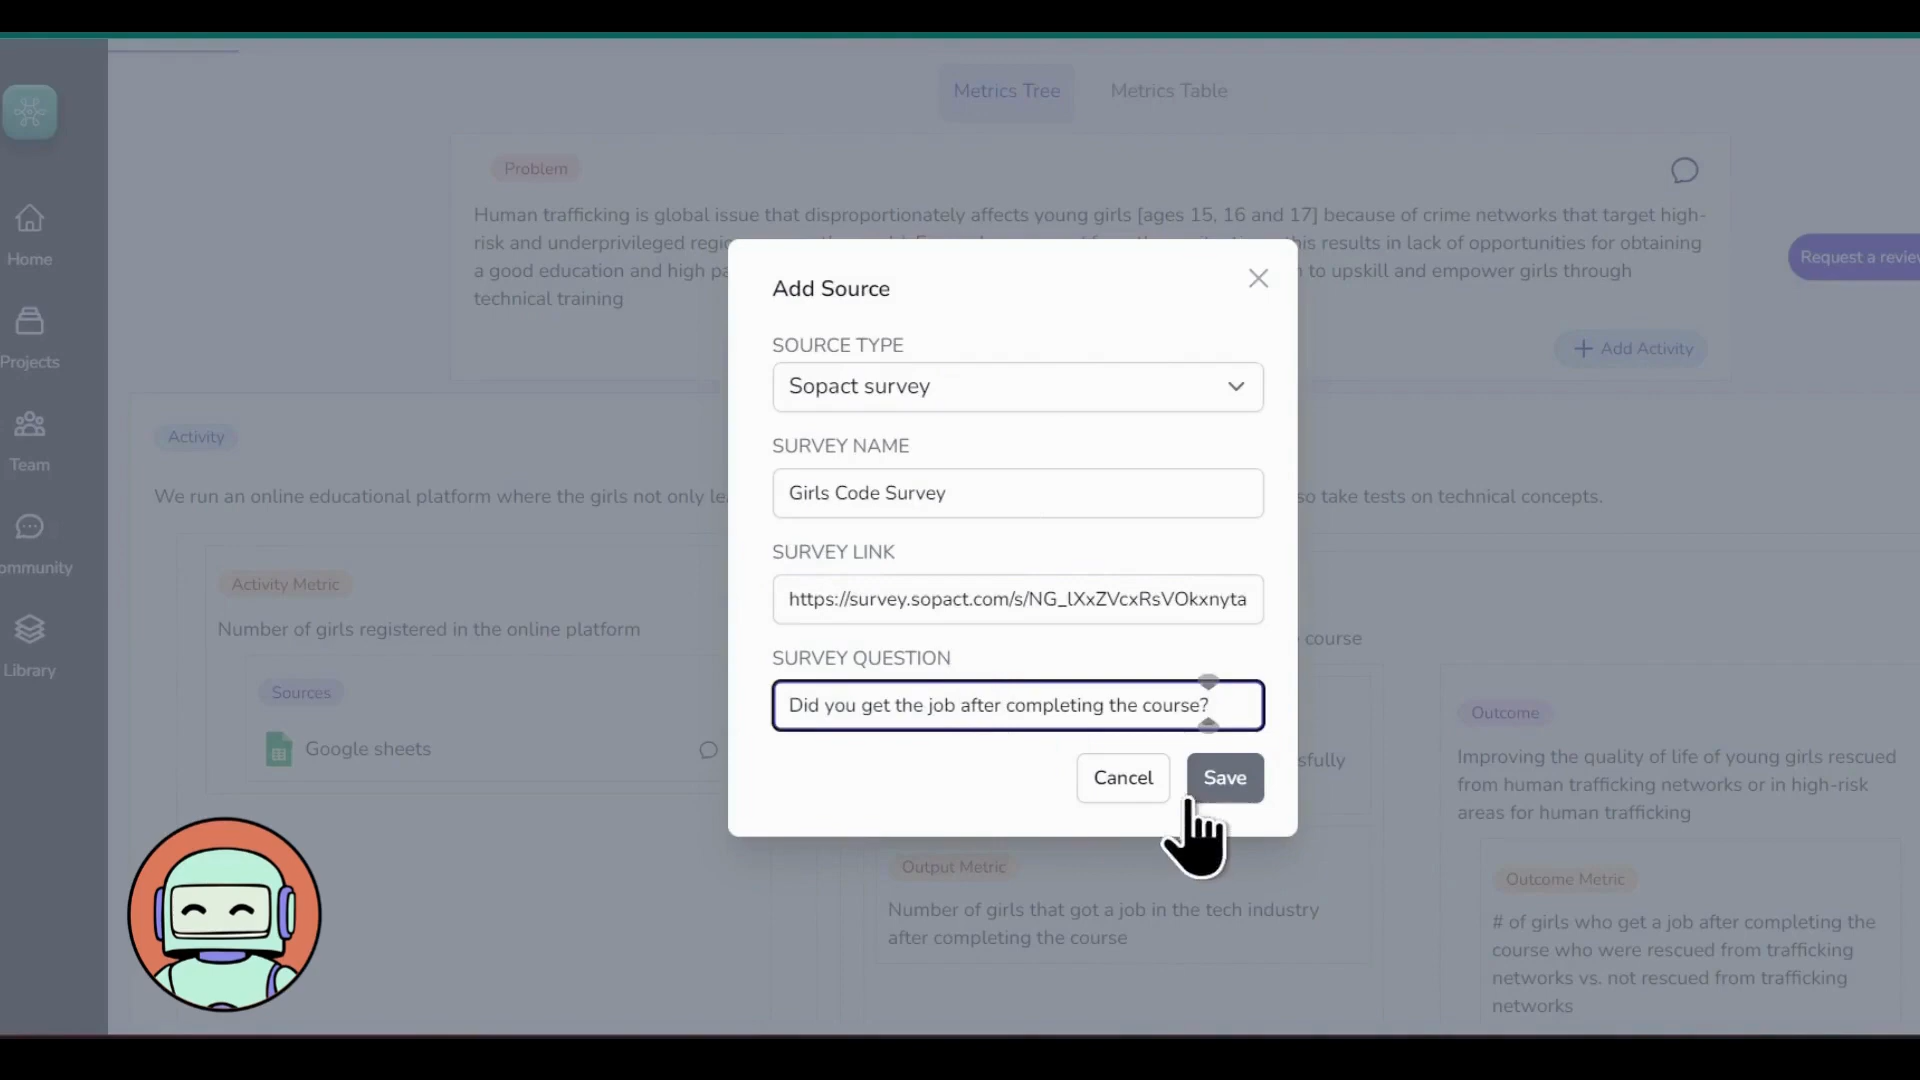 Metrics Tree
Metrics Table
Problem
Human trafficking is global issue that disproportionately affects young girls [ages 15, 16 and 17] because of crime networks that target high-
risk and underprivileged regi
this results in lack of opportunities for obtaining
a good education and high pa
to upskill and empower girls through
technical training
Request a review
Add Activity
Home
Projects
Team
ommunity
Library
Activity
We run an online educational platform where the girls not only le
so take tests on technical concepts.
Activity Metric
Number of girls registered in the online platform
Sources
Google sheets
Add Source
SOURCE TYPE
Sopact survey
SURVEY NAME
Girls Code Survey
SURVEY LINK
https://survey.sopact.com/s/NG_lXxZVcxRsVOkxnyta
SURVEY QUESTION
Did you get the job after completing the course?
Cancel
Save
course
sfully
Output Metric
Number of girls that got a job in the tech industry
after completing the course
Outcome
Improving the quality of life of young girls rescued
from human trafficking networks or in high-risk
areas for human trafficking
Outcome Metric
# of girls who get a job after completing the
course who were rescued from trafficking
networks vs. not rescued from trafficking
networks